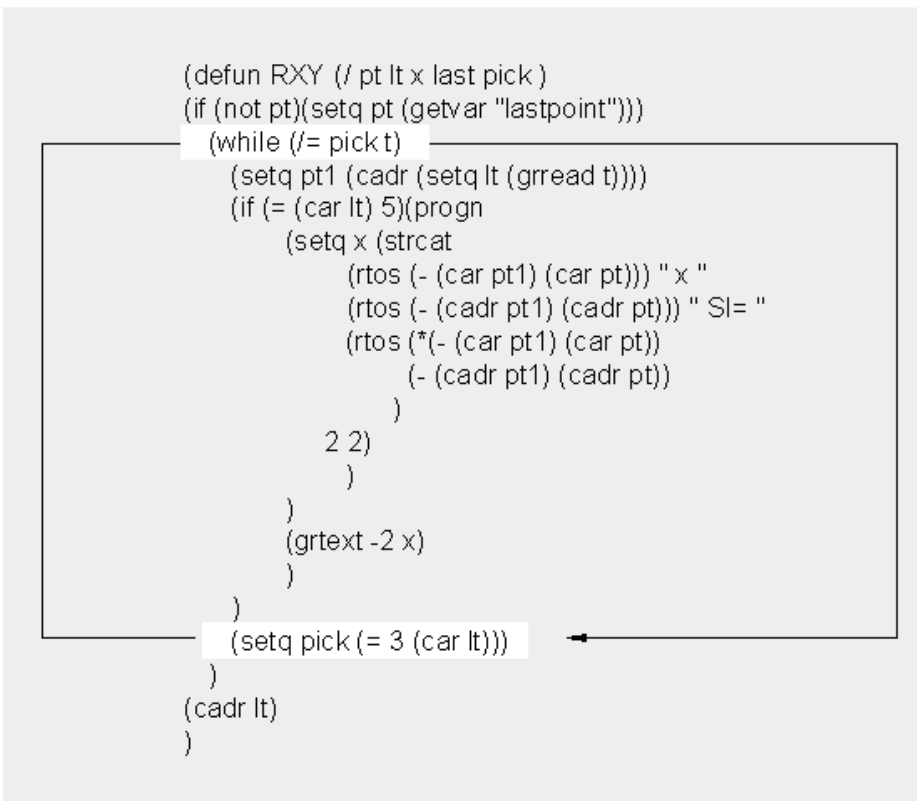 (defun RXY (/ pt lt x last pick )
(if (not pt)(setq pt (getvar "lastpoint")))
(while (/= pick t)
(setq pt1 (cadr (setq lt (grread t))))
(if (= (car lt) 5)(progn
(setq x (strcat
(rtos (- (car pt1) (car pt))) " x "
(rtos (- (cadr pt1) (cadr pt))) " SI= "
(rtos (*(- (car pt1) (car pt))
(- (cadr pt1) (cadr pt))
)
2 2)
)
)
(grtext -2 x)
)
)
(setq pick (= 3 (car lt)))
)
(cadr lt)
)